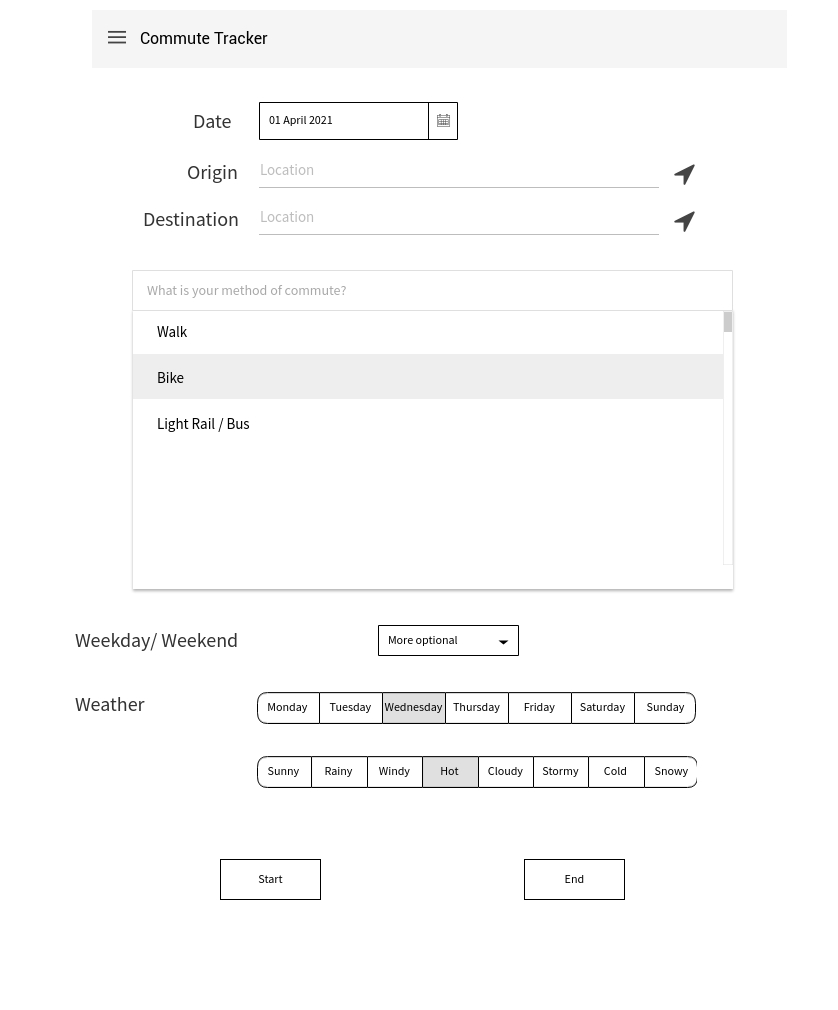 Commute Tracker
Date 01 April 2021
Origin Location
Destination Location
What is your method of commute?
Walk
Bike
Light Rail / Bus
Weekday/ Weekend More optional
Weather Monday Tuesday Wednesday Thursday Friday Saturday Sunday
Sunny Rainy Windy Hot Cloudy Stormy Cold Snowy
Start End